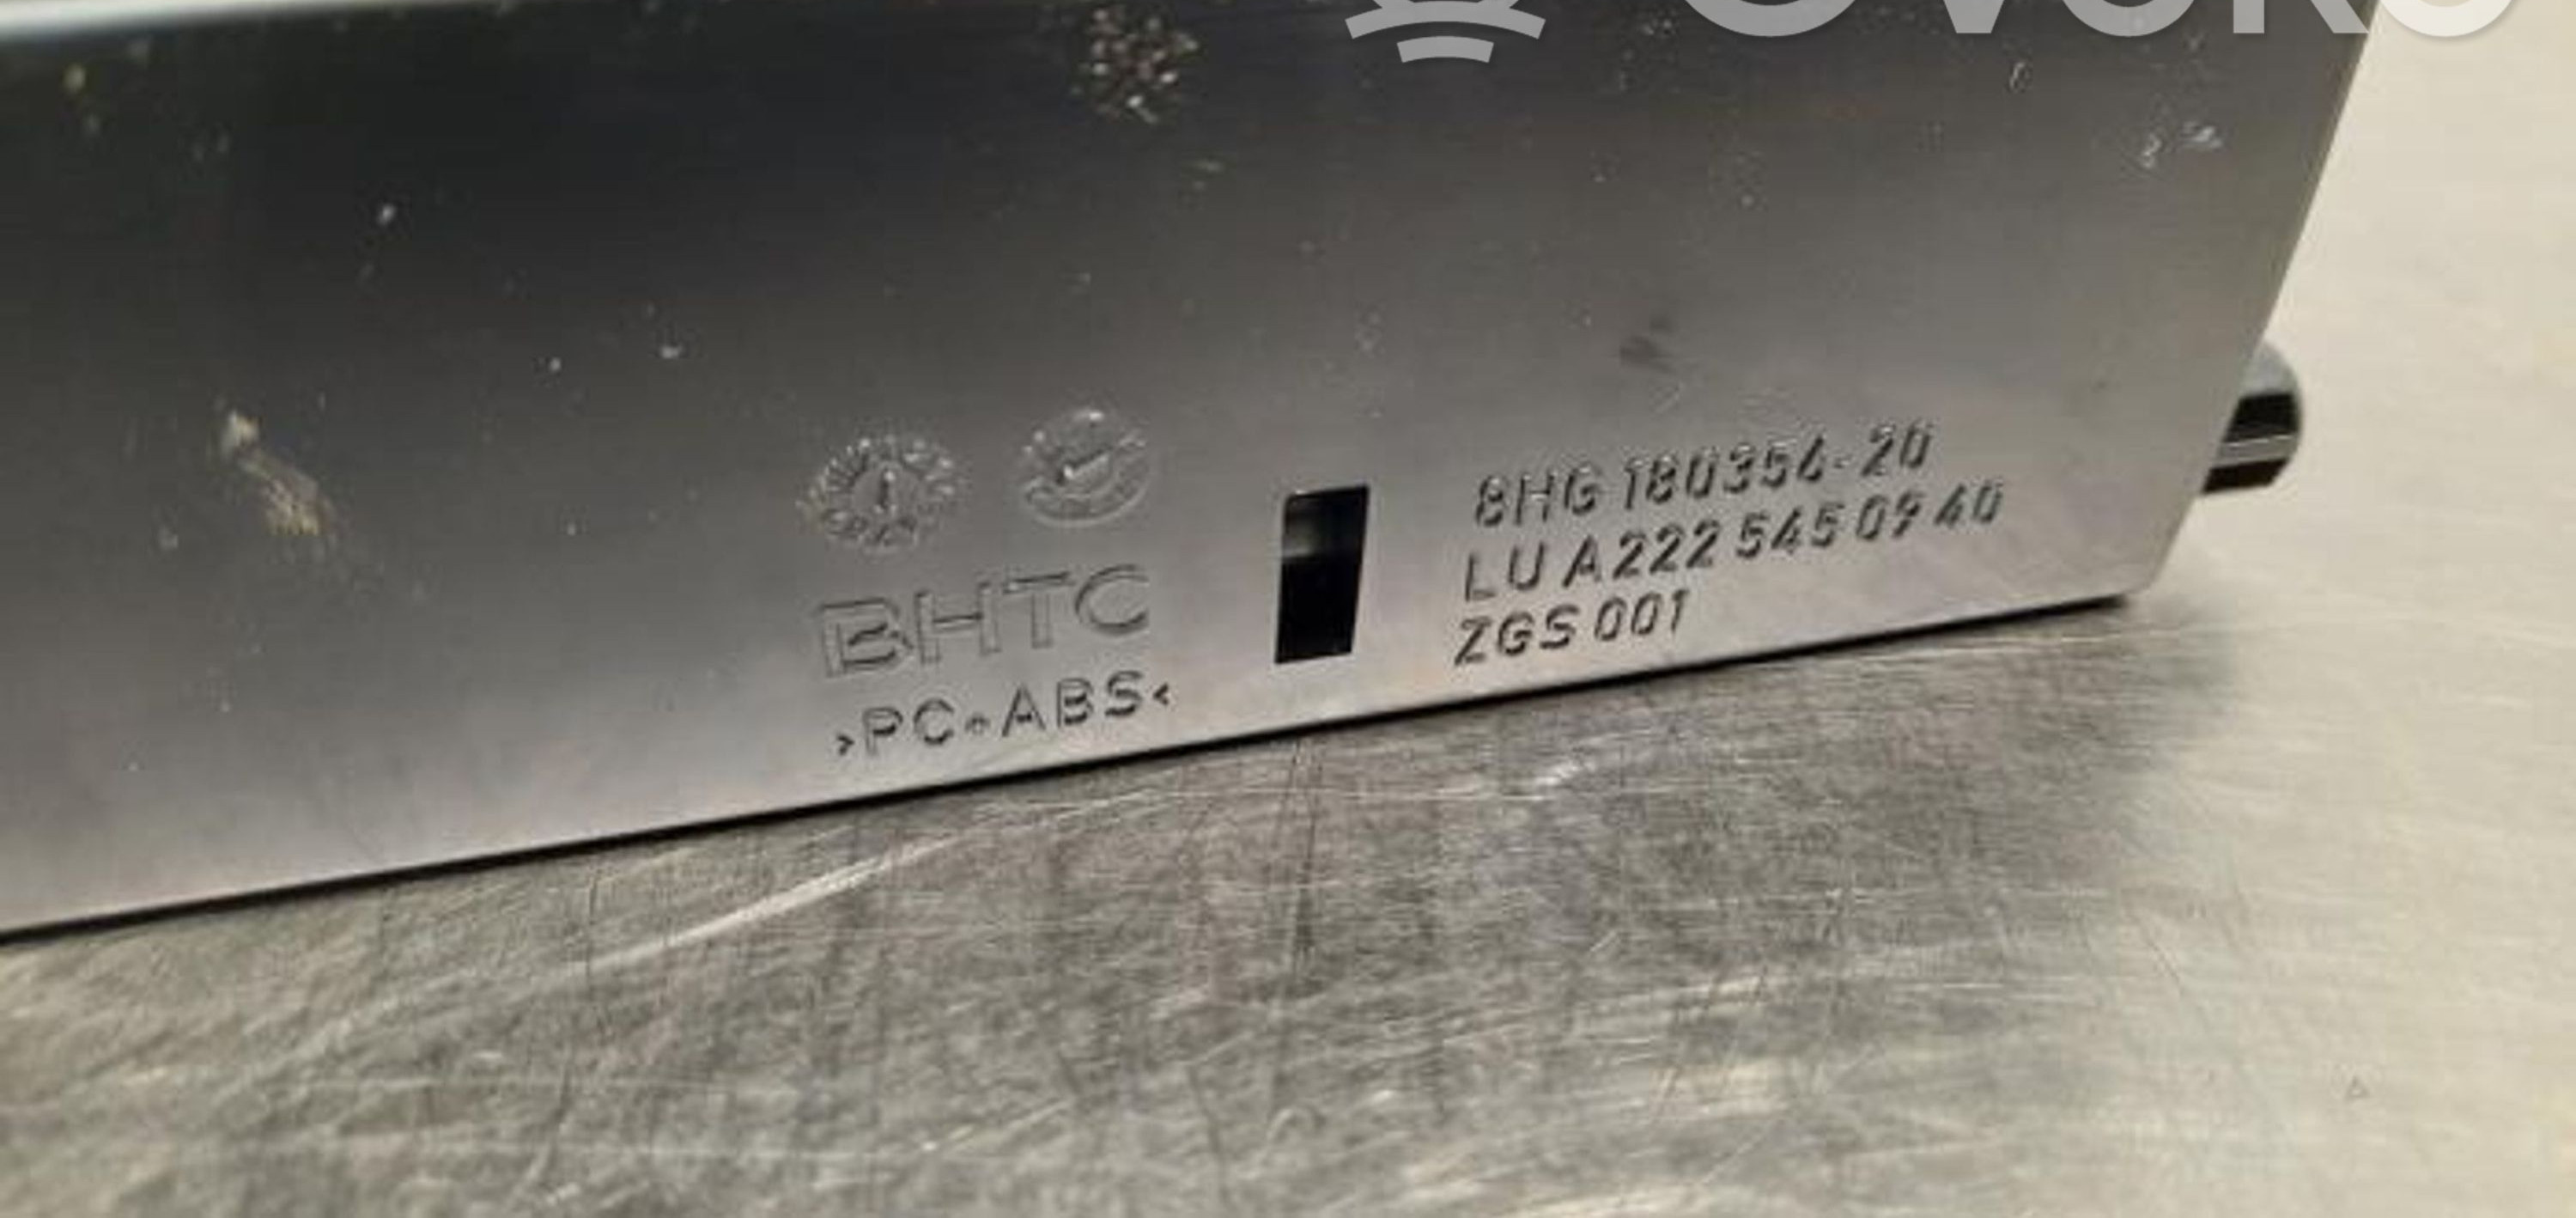 BHTC
>PC+ABS<
8HG 180354-20
LU A222 545 09 40
ZGS 001